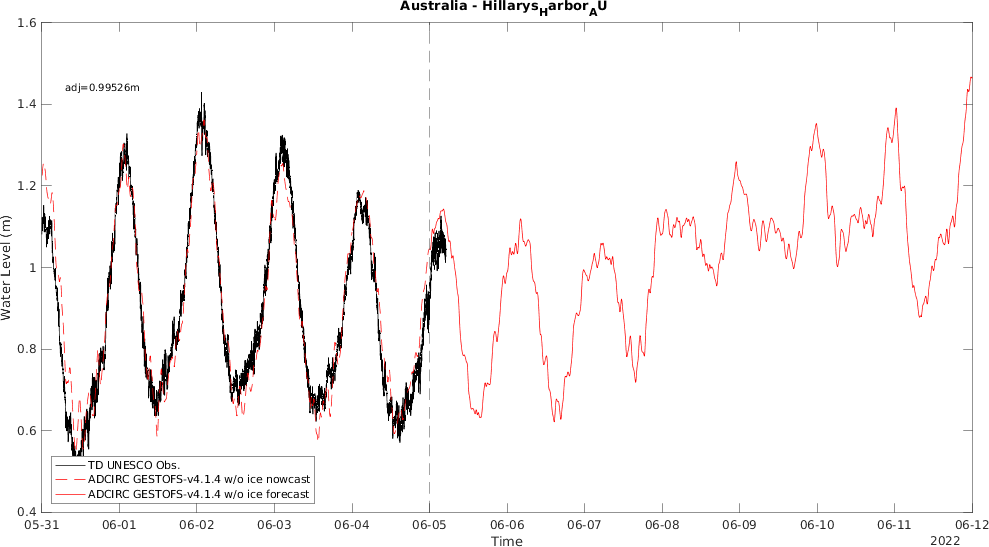 Australia - Hillarys_Harbor_AU
1.6
1.4
1.2
1
0.8
0.6
0.4
Water Level (m)
adj=0.99526m
TD UNESCO Obs.
ADCIRC GESTOFS-v4.1.4 w/o ice nowcast
ADCIRC GESTOFS-v4.1.4 w/o ice forecast
05-31 06-01 06-02 06-03 06-04 06-05 06-06 06-07 06-08 06-09 06-10 06-11 06-12
Time
2022